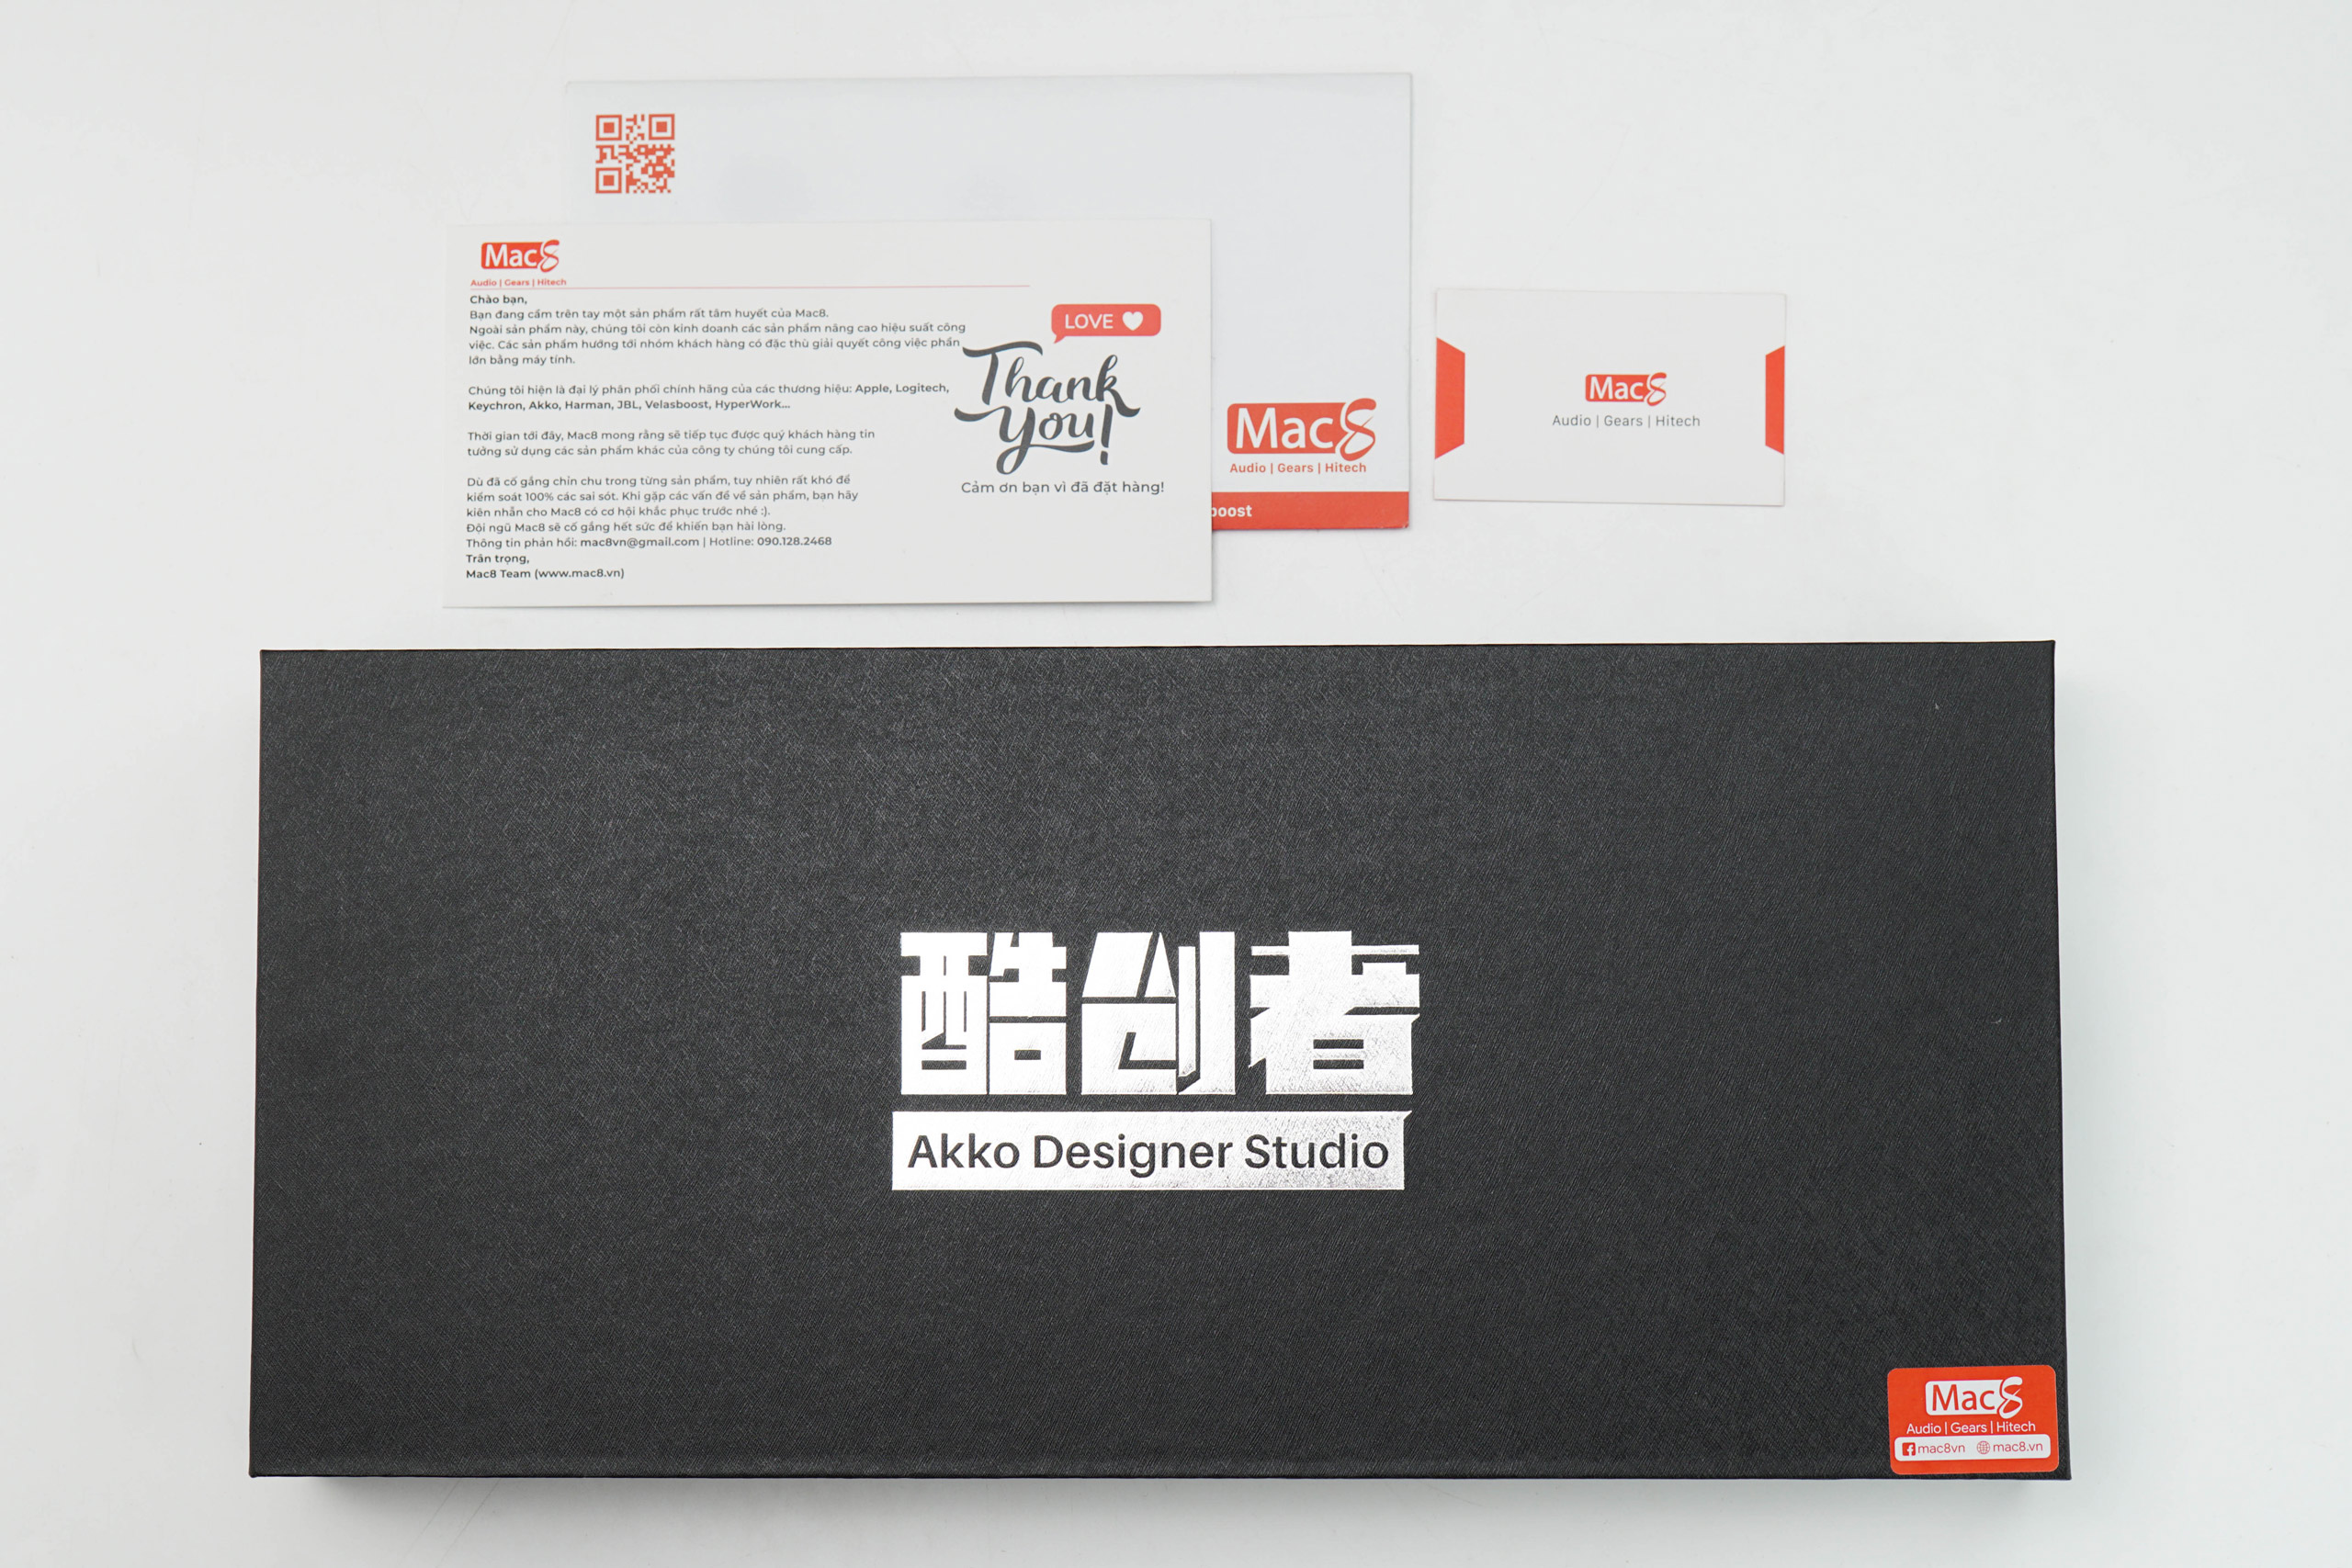 Mac8
Audio | Gears | Hitech
Chào bạn,
Bạn đang cầm trên tay một sản phẩm rất tâm huyết của Mac8.
Ngoài sản phẩm này, chúng tôi còn kinh doanh các sản phẩm nâng cao hiệu suất công
việc. Các sản phẩm hướng tới nhóm khách hàng có đặc thù giải quyết công việc phần
lớn bằng máy tính.
Chúng tôi hiện là đại lý phân phối chính hãng của các thương hiệu: Apple, Logitech,
Keychron, Akko, Harman, JBL, Velasboost, HyperWork...
Thời gian tới đây, Mac8 mong rằng sẽ tiếp tục được quý khách hàng tin
tưởng sử dụng các sản phẩm khác của công ty chúng tôi cung cấp.
Dù đã cố gắng chỉn chu trong từng sản phẩm, tuy nhiên rất khó để
kiểm soát 100% các sai sót. Khi gặp các vấn đề về sản phẩm, bạn hãy
kiên nhẫn cho Mac8 có cơ hội khắc phục trước nhé :).
Đội ngũ Mac8 sẽ cố gắng hết sức để khiến bạn hài lòng.
Thông tin phản hồi: mac8vn@gmail.com | Hotline: 090.128.2468
Trân trọng,
Mac8 Team (www.mac8.vn)
LOVE
Thank
You!
Cảm ơn bạn vì đã đặt hàng!
Mac8
Audio | Gears | Hitech
boost
Mac8
Audio | Gears | Hitech
酷创者
Akko Designer Studio
Mac8
Audio | Gears | Hitech
mac8vn mac8.vn